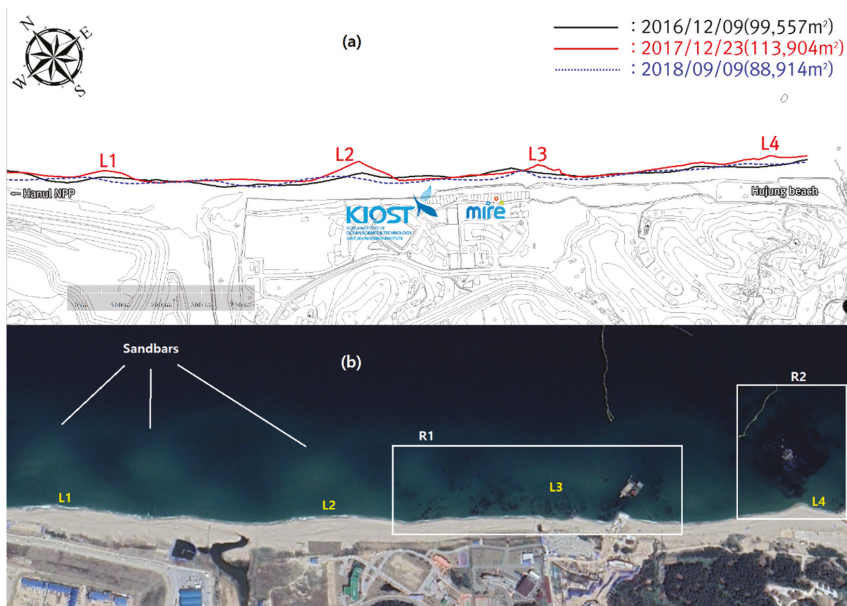 (a)
: 2016/12/09(99,557m²)
: 2017/12/23(113,904m²)
: 2018/09/09(88,914m²)
N
E
W
S
L1
L2
L3
L4
← Hanul NPP
Hujung beach
KIOST
mire
Sandbars
(b)
R1
R2
L1
L2
L3
L4